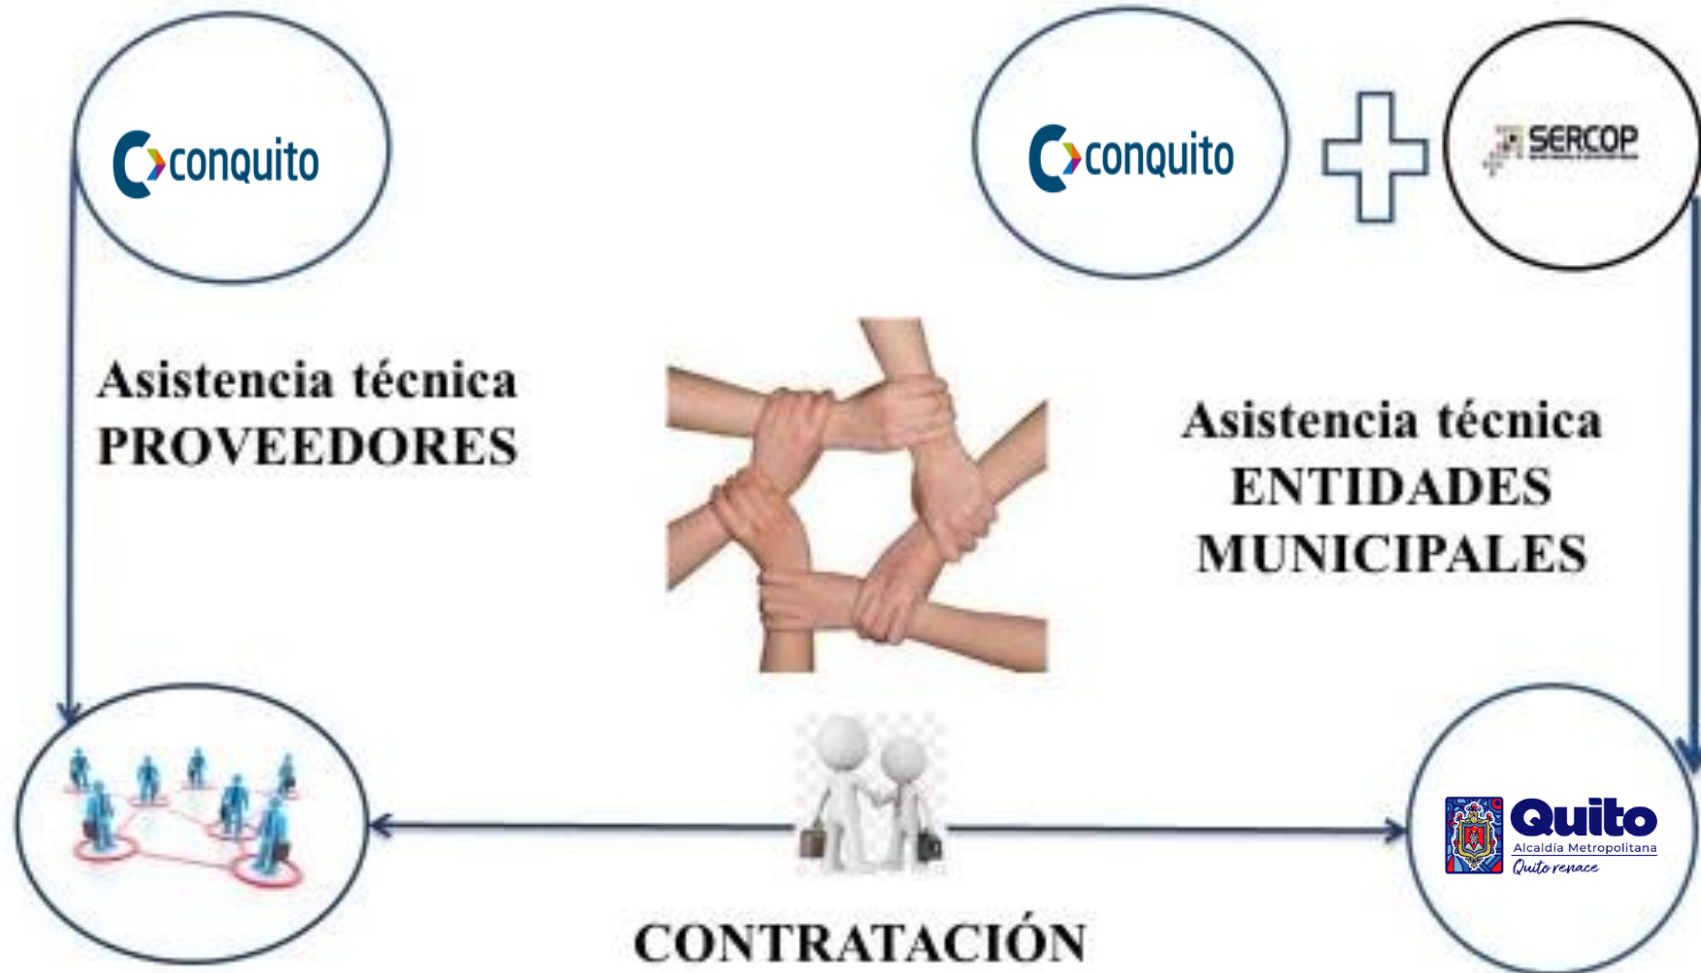 conquito
conquito
SERCOP
Asistencia técnica
PROVEEDORES
Asistencia técnica
ENTIDADES
MUNICIPALES
Quito
Alcaldía Metropolitana
Quito renace
CONTRATACIÓN